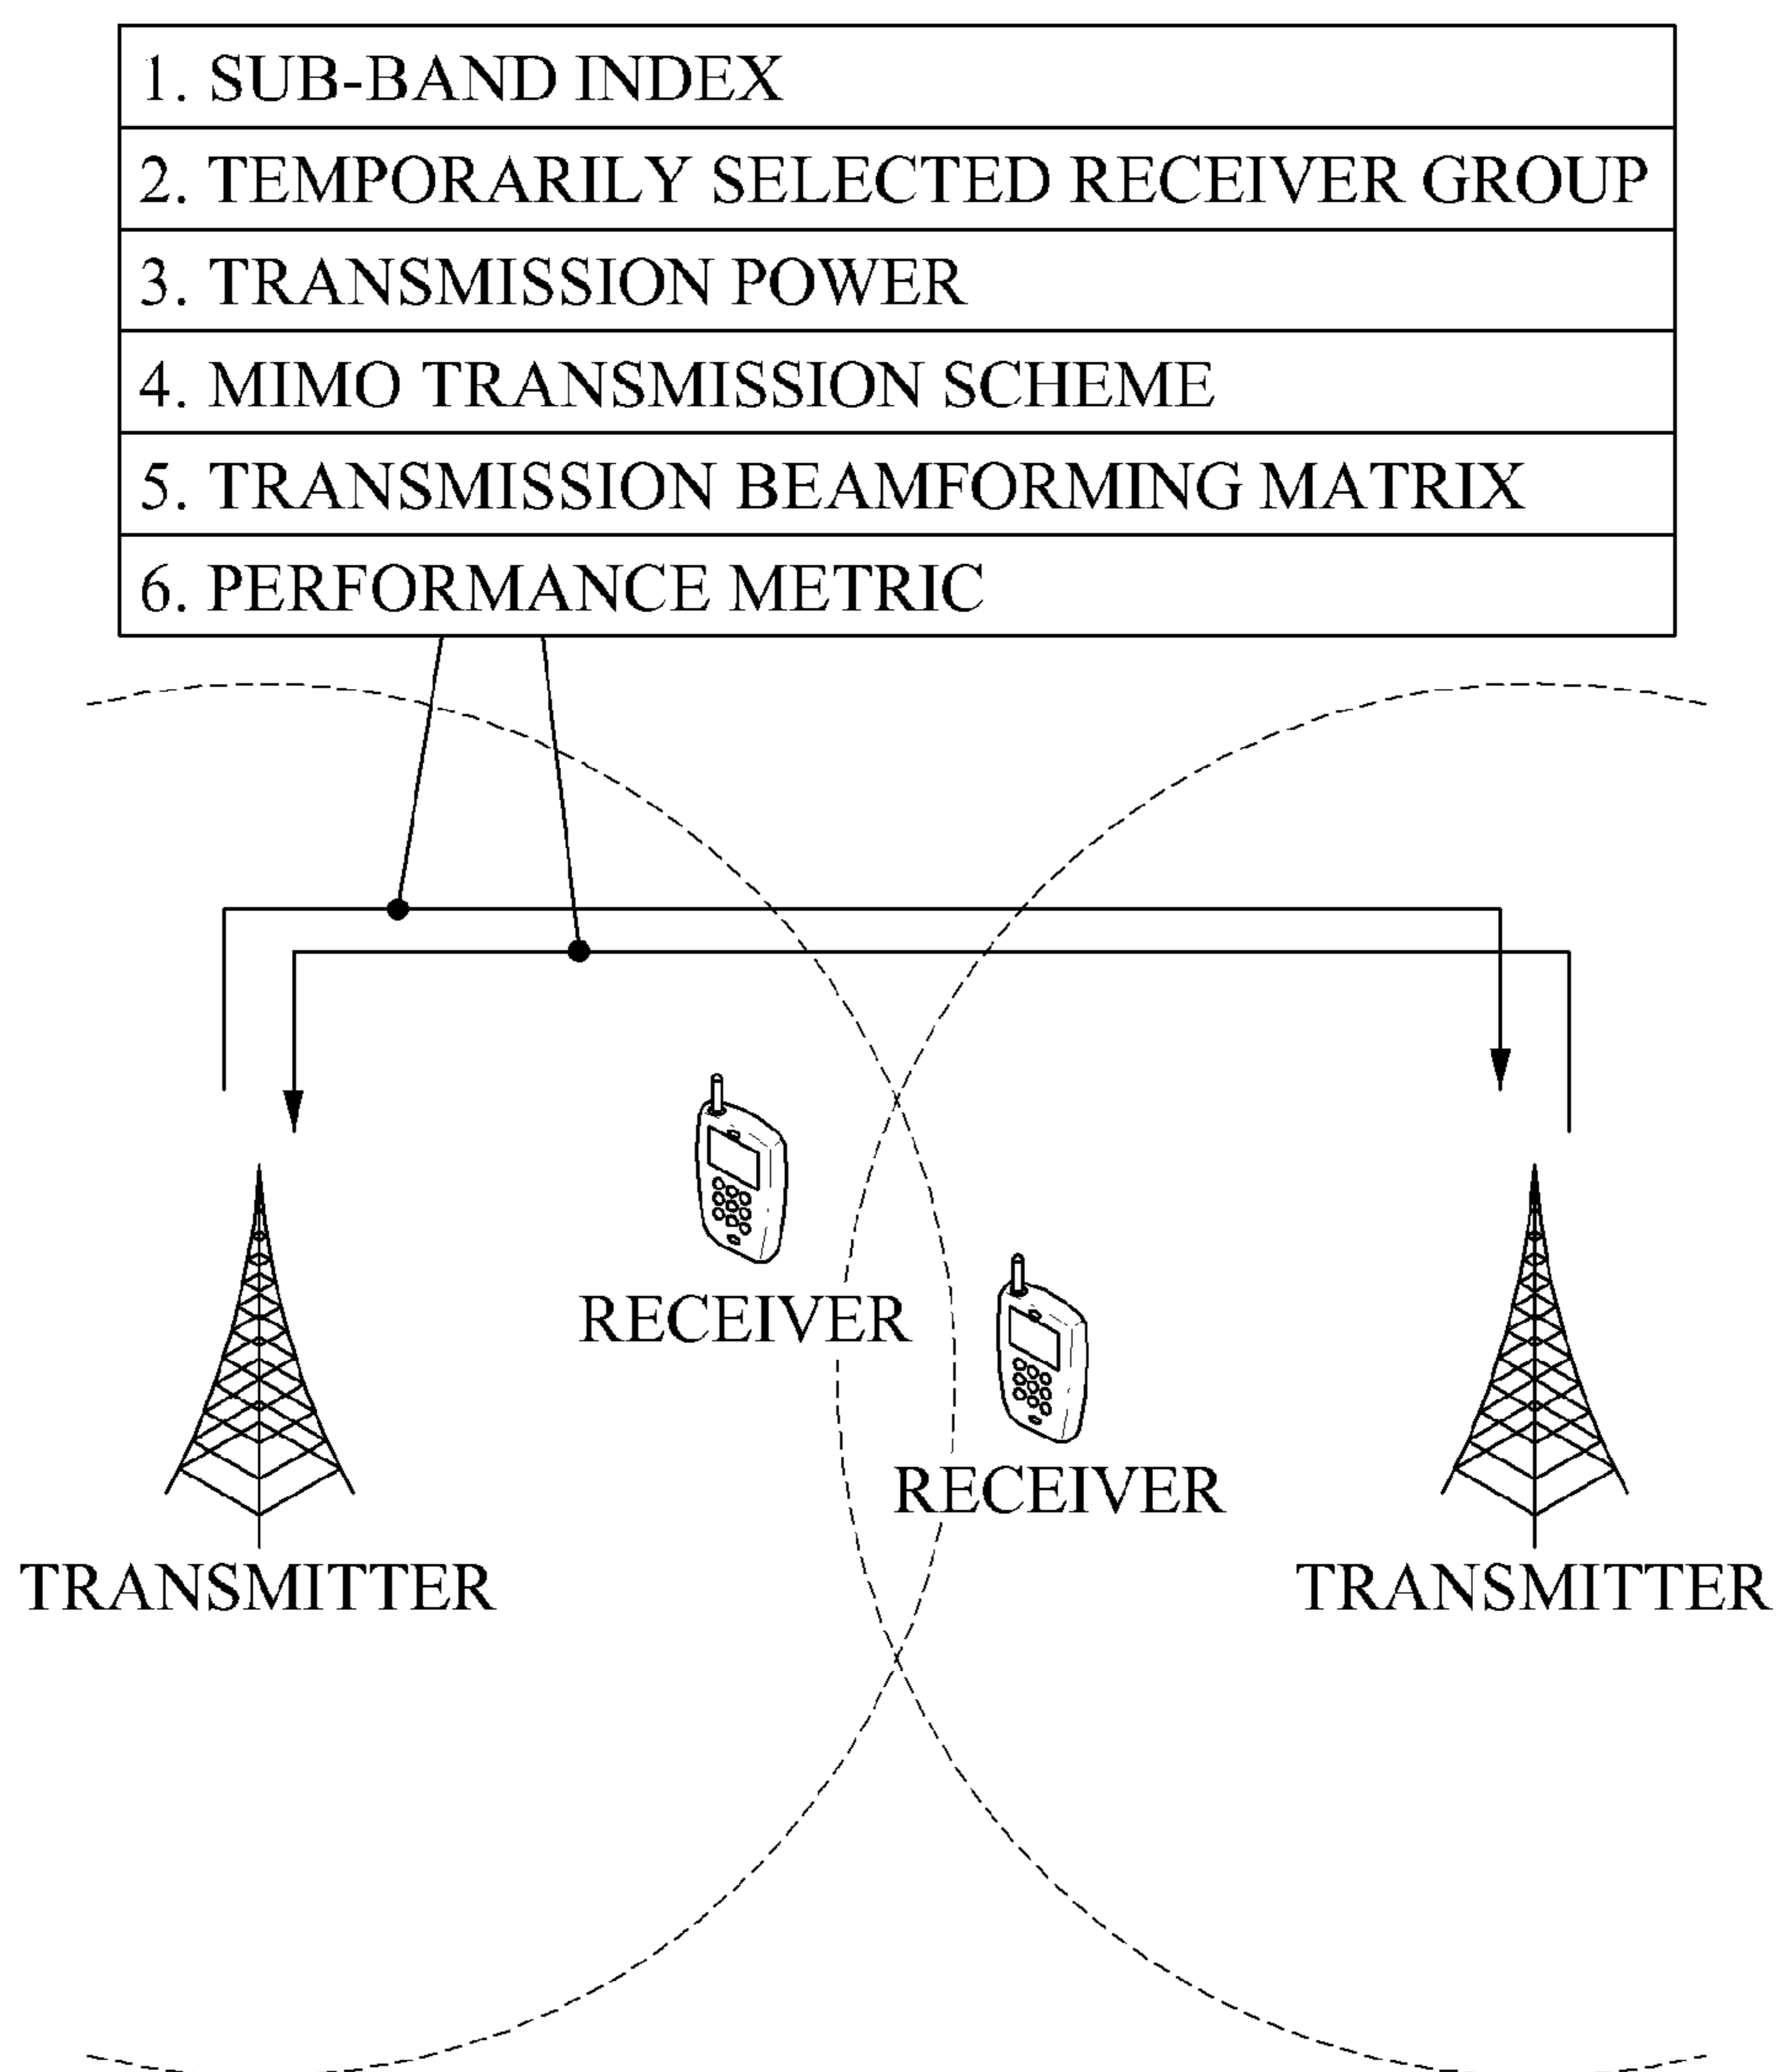 1. SUB-BAND INDEX
2. TEMPORARILY SELECTED RECEIVER GROUP
3. TRANSMISSION POWER
4. MIMO TRANSMISSION SCHEME
5. TRANSMISSION BEAMFORMING MATRIX
6. PERFORMANCE METRIC
RECEIVER
RECEIVER
TRANSMITTER
TRANSMITTER